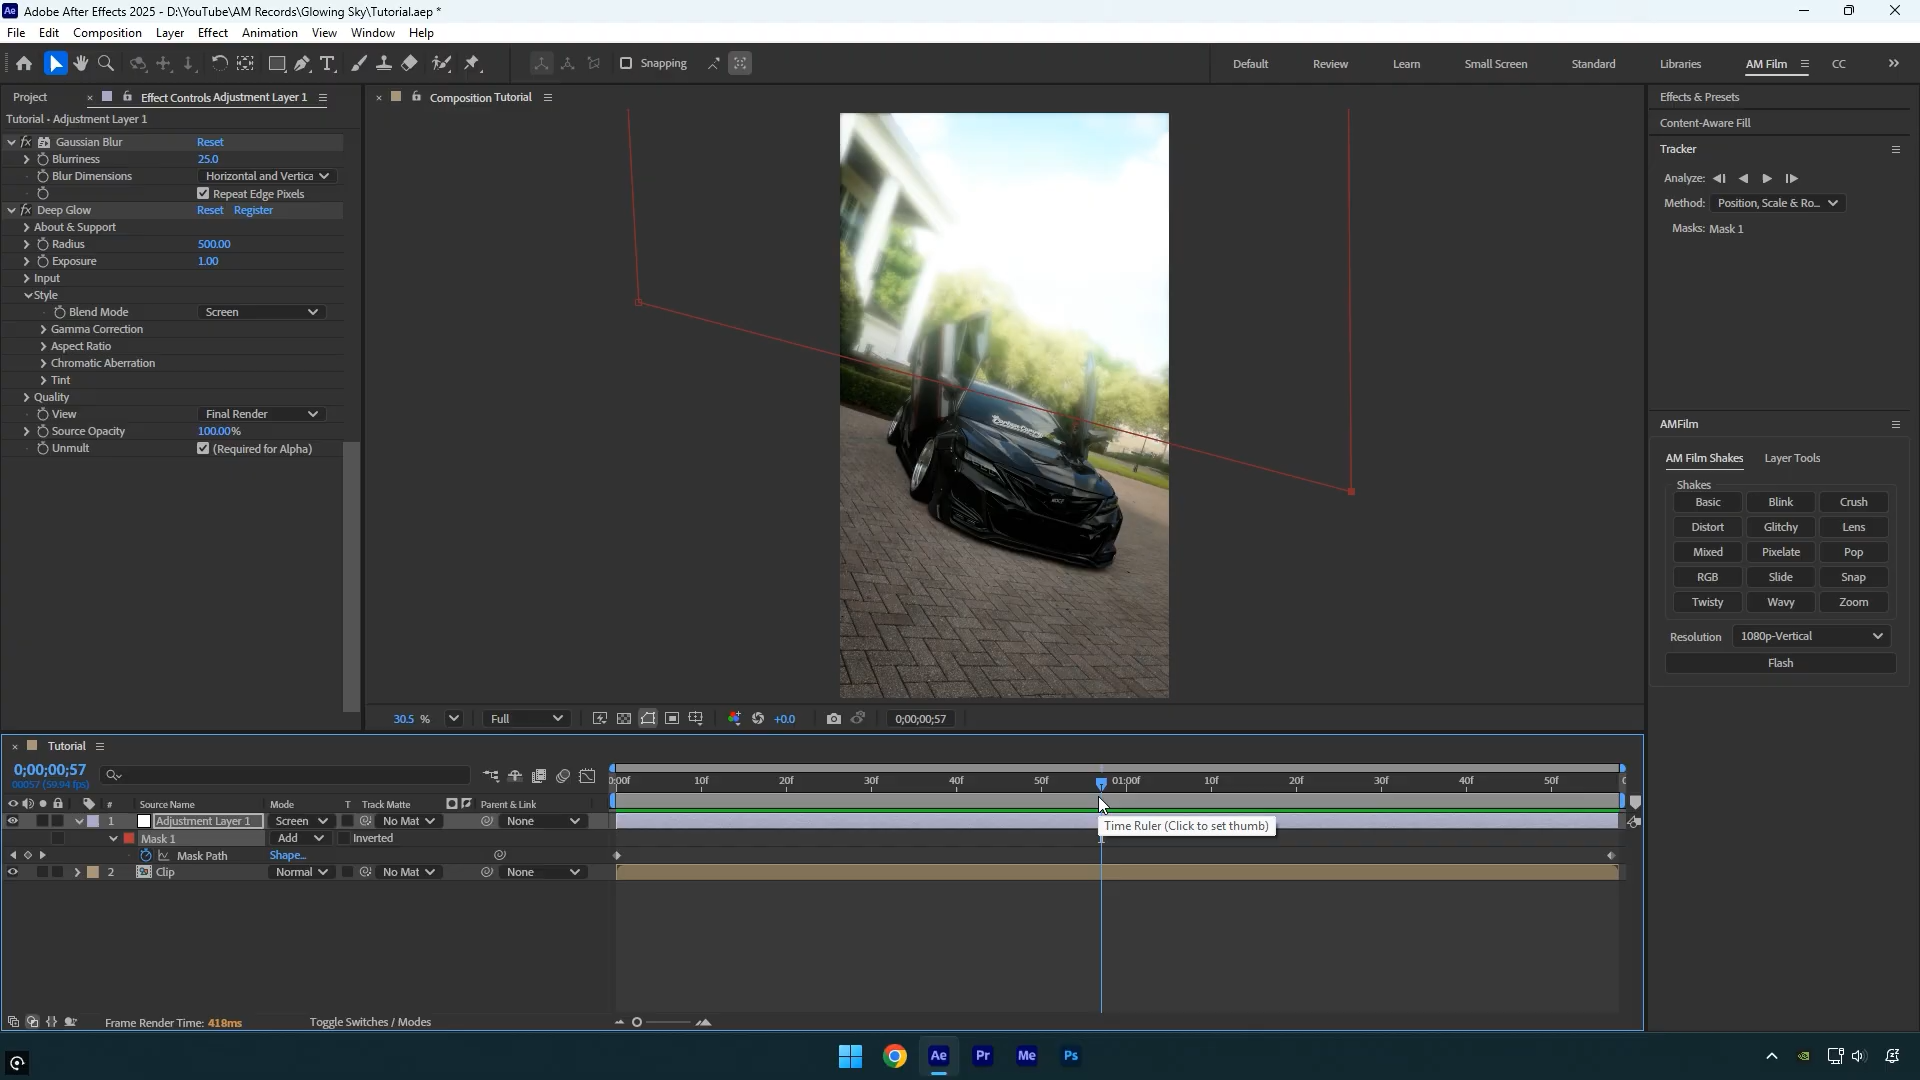 Adobe After Effects 2025 - D:\YouTube\AM Records\Glowing Sky\Tutorial.aep *
File Edit Composition Layer Effect Animation View Window Help
Snapping
Default Review Learn Small Screen Standard Libraries AM Film CC
Project
Effect Controls Adjustment Layer 1
Composition Tutorial
Effects & Presets
Tutorial - Adjustment Layer 1
Content-Aware Fill
Gaussian Blur Reset
Tracker
Blurriness 25.0
Blur Dimensions Horizontal and Vertica
Analyze:
Repeat Edge Pixels
Method: Position, Scale & Ro...
Deep Glow Reset Register
About & Support
Masks: Mask 1
Radius 500.00
Exposure 1.00
Input
Style
Blend Mode Screen
Gamma Correction
Aspect Ratio
Chromatic Aberration
Tint
Quality
View Final Render
Source Opacity 100.00%
Unmult (Required for Alpha)
AMFilm
AM Film Shakes Layer Tools
Shakes
Basic Blink Crush
Distort Glitchy Lens
Mixed Pixelate Pop
RGB Slide Snap
Twisty Wavy Zoom
Resolution 1080p-Vertical
Flash
30.5 % Full +0.0 0;00;00;57
Tutorial
0;00;00;57
00057 (59.94 fps)
0:00f 10f 20f 30f 40f 50f 01:00f 10f 20f 30f 40f 50f
# Source Name Mode T Track Matte Parent & Link
1 Adjustment Layer 1 Screen No Mat None
Time Ruler (Click to set thumb)
Mask 1 Add Inverted
Mask Path Shape...
2 Clip Normal No Mat None
Frame Render Time: 418ms Toggle Switches / Modes
Ae Pr Me Ps